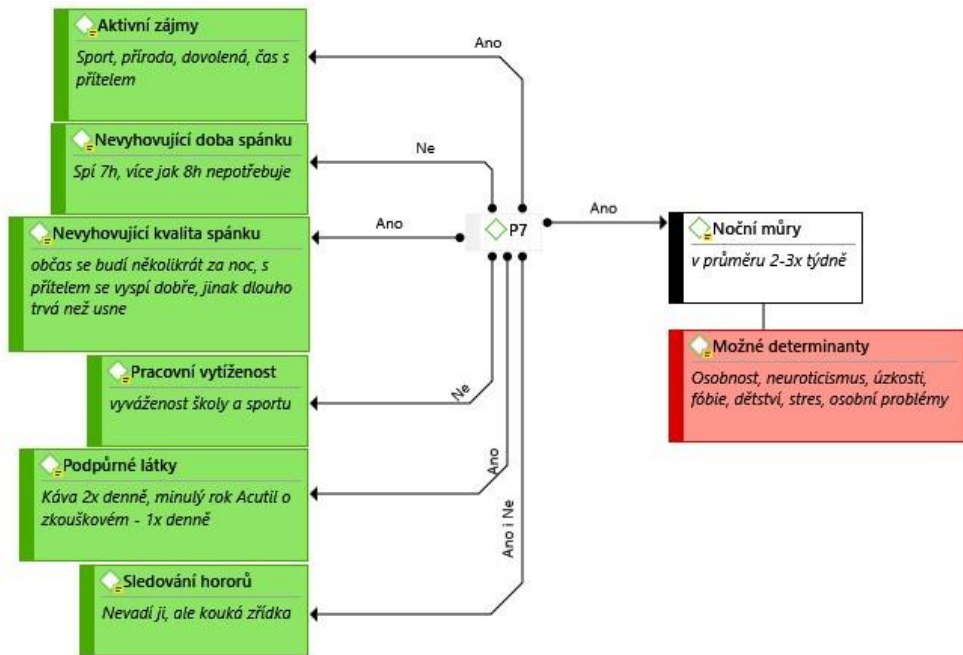 Aktivní zájmy
Sport, příroda, dovolená, čas s
přítelem
Ano
Nevyhovující doba spánku
Spí 7h, více jak 8h nepotřebuje
Ne
Nevyhovující kvalita spánku
občas se budí několikrát za noc, s
přítelem se vyspí dobře, jinak dlouho
trvá než usne
Ano
P7
Ano
Noční můry
v průměru 2-3x týdně
Možné determinanty
Osobnost, neuroticismus, úzkosti,
fóbie, dětství, stres, osobní problémy
Pracovní vytíženost
vyváženost školy a sportu
Ne
Podpůrné látky
Káva 2x denně, minulý rok Acutil o
zkouškovém - 1x denně
Ano
Sledování hororů
Nevadí ji, ale kouká zřídka
Ano i Ne